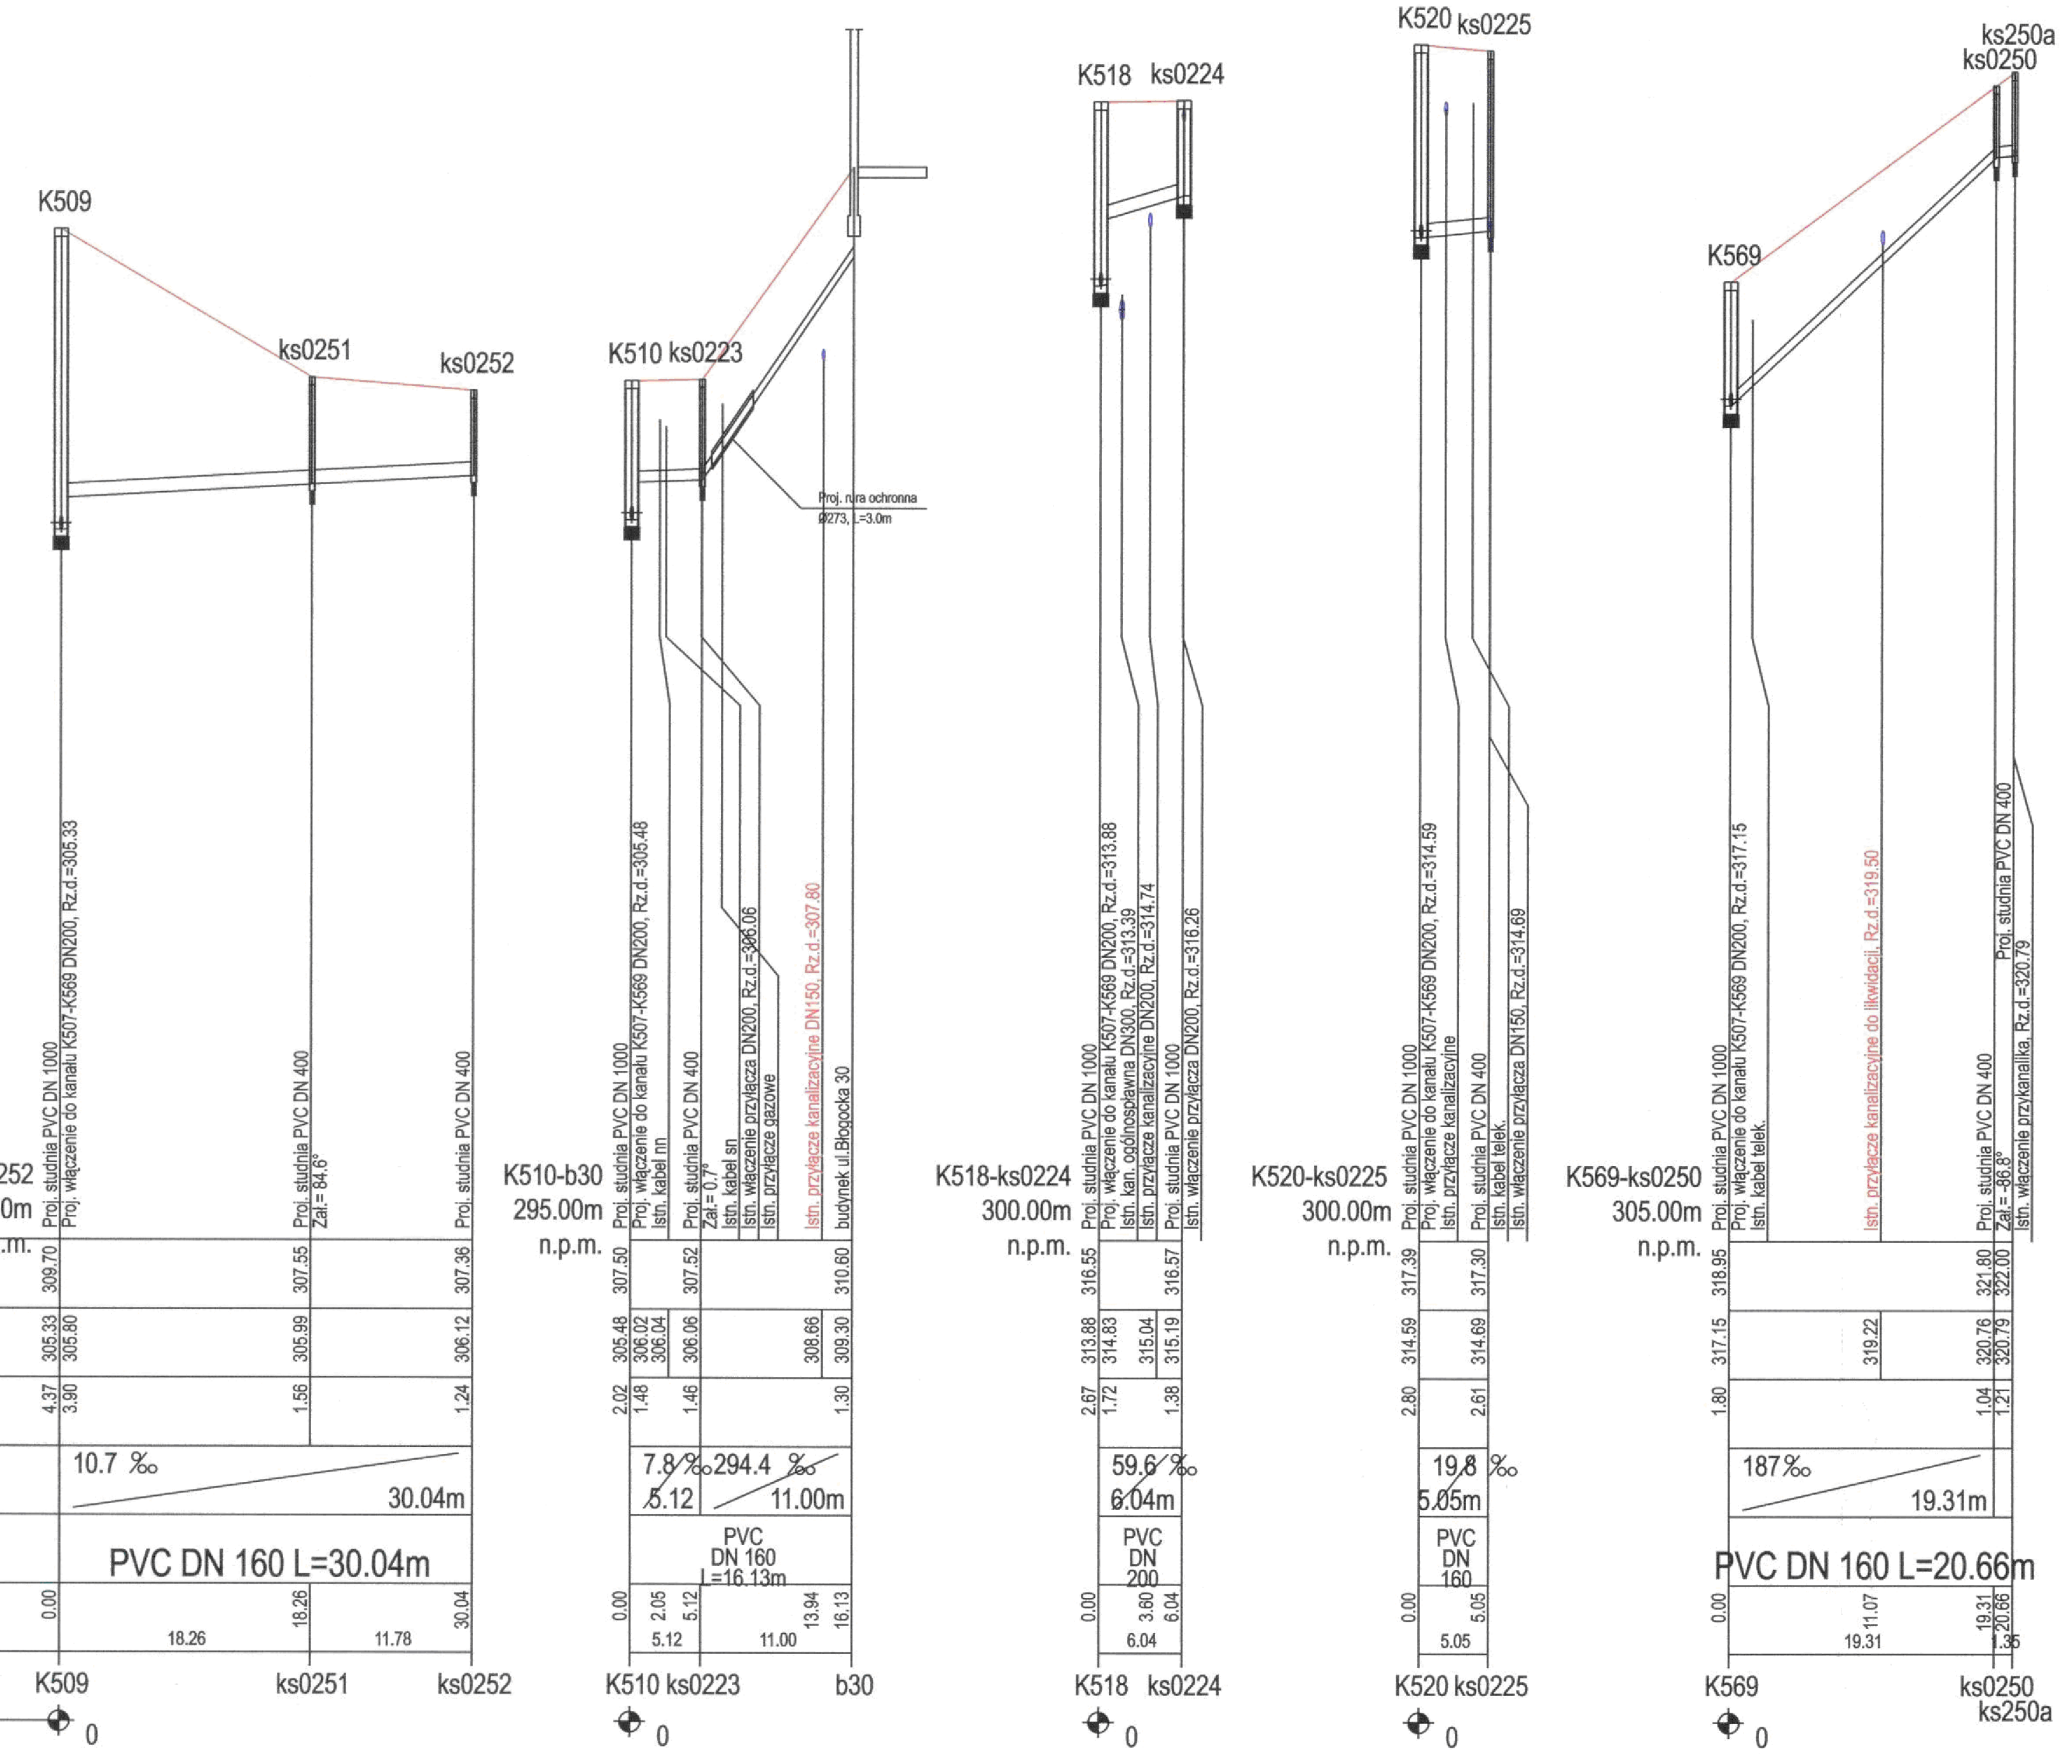 K509
ks0251
ks0252
252
0m
.m.
Proj. studnia PVC DN 1000
Proj. włączenie do kanału K507-K569 DN200, Rz.d.=305.33
Proj. studnia PVC DN 400
Zał.= 84.6°
Proj. studnia PVC DN 400
309.70
307.55
307.36
305.33
305.80
305.99
306.12
4.37
3.90
1.56
1.24
10.7 ‰
30.04m
PVC DN 160 L=30.04m
0.00
18.26
30.04
18.26
11.78
K509
ks0251
ks0252
0
K510
ks0223
Proj. rura ochronna
Ø273, L=3.0m
K510-b30
295.00m
n.p.m.
Proj. studnia PVC DN 1000
Proj. włączenie do kanału K507-K569 DN200, Rz.d.=305.48
Istn. kabel nn
Proj. studnia PVC DN 400
Zał.= 0.7°
Istn. kabel sn
Istn. włączenie przyłącza DN200, Rz.d.=306.06
Istn. przyłącze gazowe
Istn. przyłącze kanalizacyjne DN150, Rz.d.=307.80
budynek ul.Błogocka 30
307.50
307.52
310.60
305.48
306.02
306.04
306.06
308.66
309.30
2.02
1.48
1.46
1.30
7.8 ‰
5.12
294.4 ‰
11.00m
PVC
DN 160
L=16.13m
0.00
2.05
5.12
13.94
16.13
5.12
11.00
K510
ks0223
b30
0
K518
ks0224
K518-ks0224
300.00m
n.p.m.
Proj. studnia PVC DN 1000
Proj. włączenie do kanału K507-K569 DN200, Rz.d.=313.88
Istn. kan. ogólnospławna DN300, Rz.d.=313.39
Istn. przyłącze kanalizacyjne DN200, Rz.d.=314.74
Proj. studnia PVC DN 1000
Istn. włączenie przyłącza DN200, Rz.d.=316.26
316.55
316.57
313.88
314.83
315.04
315.19
2.67
1.72
1.38
59.6 ‰
6.04m
PVC
DN
200
0.00
3.60
6.04
6.04
K518
ks0224
0
K520
ks0225
K520-ks0225
300.00m
n.p.m.
Proj. studnia PVC DN 1000
Proj. włączenie do kanału K507-K569 DN200, Rz.d.=314.59
Istn. przyłącze kanalizacyjne
Proj. studnia PVC DN 400
Istn. kabel telek.
Istn. włączenie przyłącza DN150, Rz.d.=314.69
317.39
317.30
314.59
314.69
2.80
2.61
19.8 ‰
5.05m
PVC
DN
160
0.00
5.05
5.05
K520
ks0225
0
K569
ks250a
ks0250
K569-ks0250
305.00m
n.p.m.
Proj. studnia PVC DN 1000
Proj. włączenie do kanału K507-K569 DN200, Rz.d.=317.15
Istn. kabel telek.
Istn. przyłącze kanalizacyjne do likwidacji, Rz.d.=319.50
Proj. studnia PVC DN 400
Zał.= -86.8°
Proj. studnia PVC DN 400
Istn. włączenie przykanalika, Rz.d.=320.79
318.95
321.80
322.00
317.15
319.22
320.76
320.79
1.80
1.04
1.21
187‰
19.31m
PVC DN 160 L=20.66m
0.00
11.07
19.31
20.66
19.31
1.35
K569
ks0250
ks250a
0